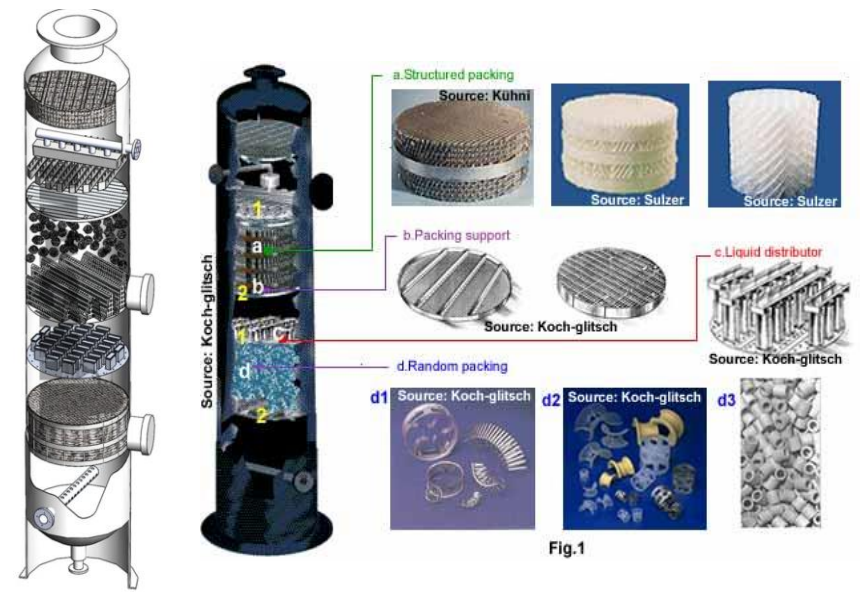 a.Structured packing
Source: Kühni
Source: Sulzer
Source: Sulzer
b.Packing support
c.Liquid distributor
Source: Koch-glitsch
Source: Koch-glitsch
Source: Koch-glitsch
d.Random packing
1
a
b
2
1
c
d
2
d1
Source: Koch-glitsch
d2
Source: Koch-glitsch
d3
Fig.1